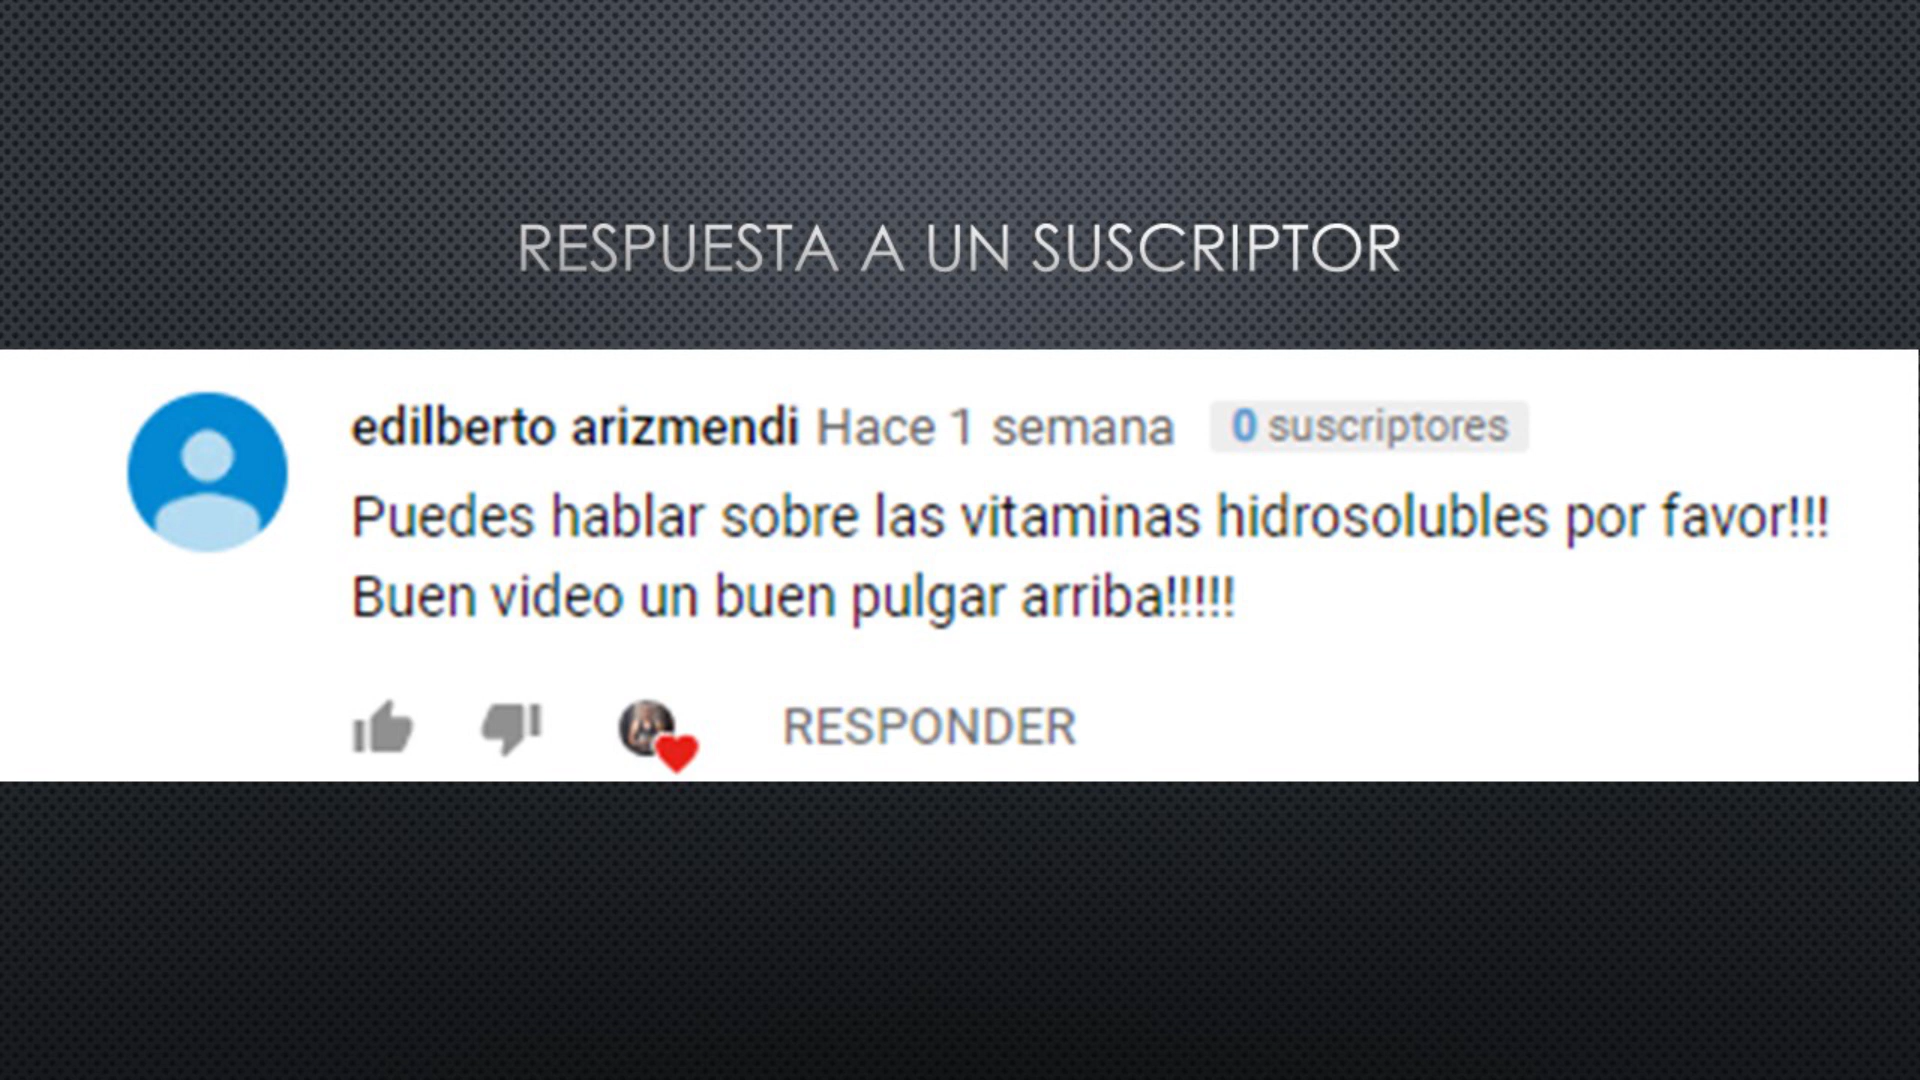 RESPUESTA A UN SUSCRIPTOR
edilberto arizmendi Hace 1 semana 0 suscriptores
Puedes hablar sobre las vitaminas hidrosolubles por favor!!!
Buen video un buen pulgar arriba!!!!!
RESPONDER